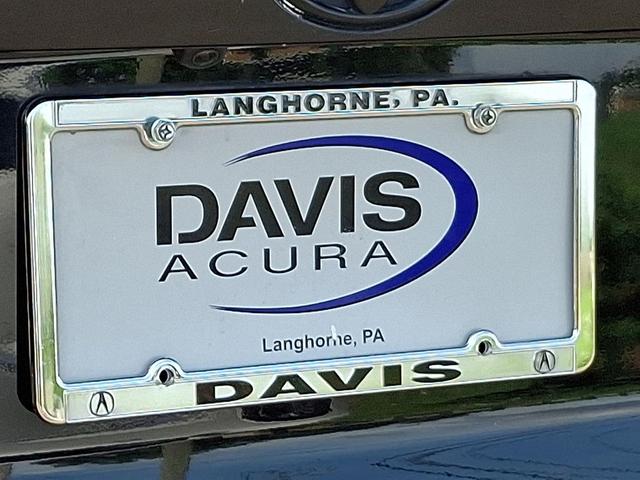 LANGHORNE, PA.
DAVIS
ACURA
Langhorne, PA
DAVIS